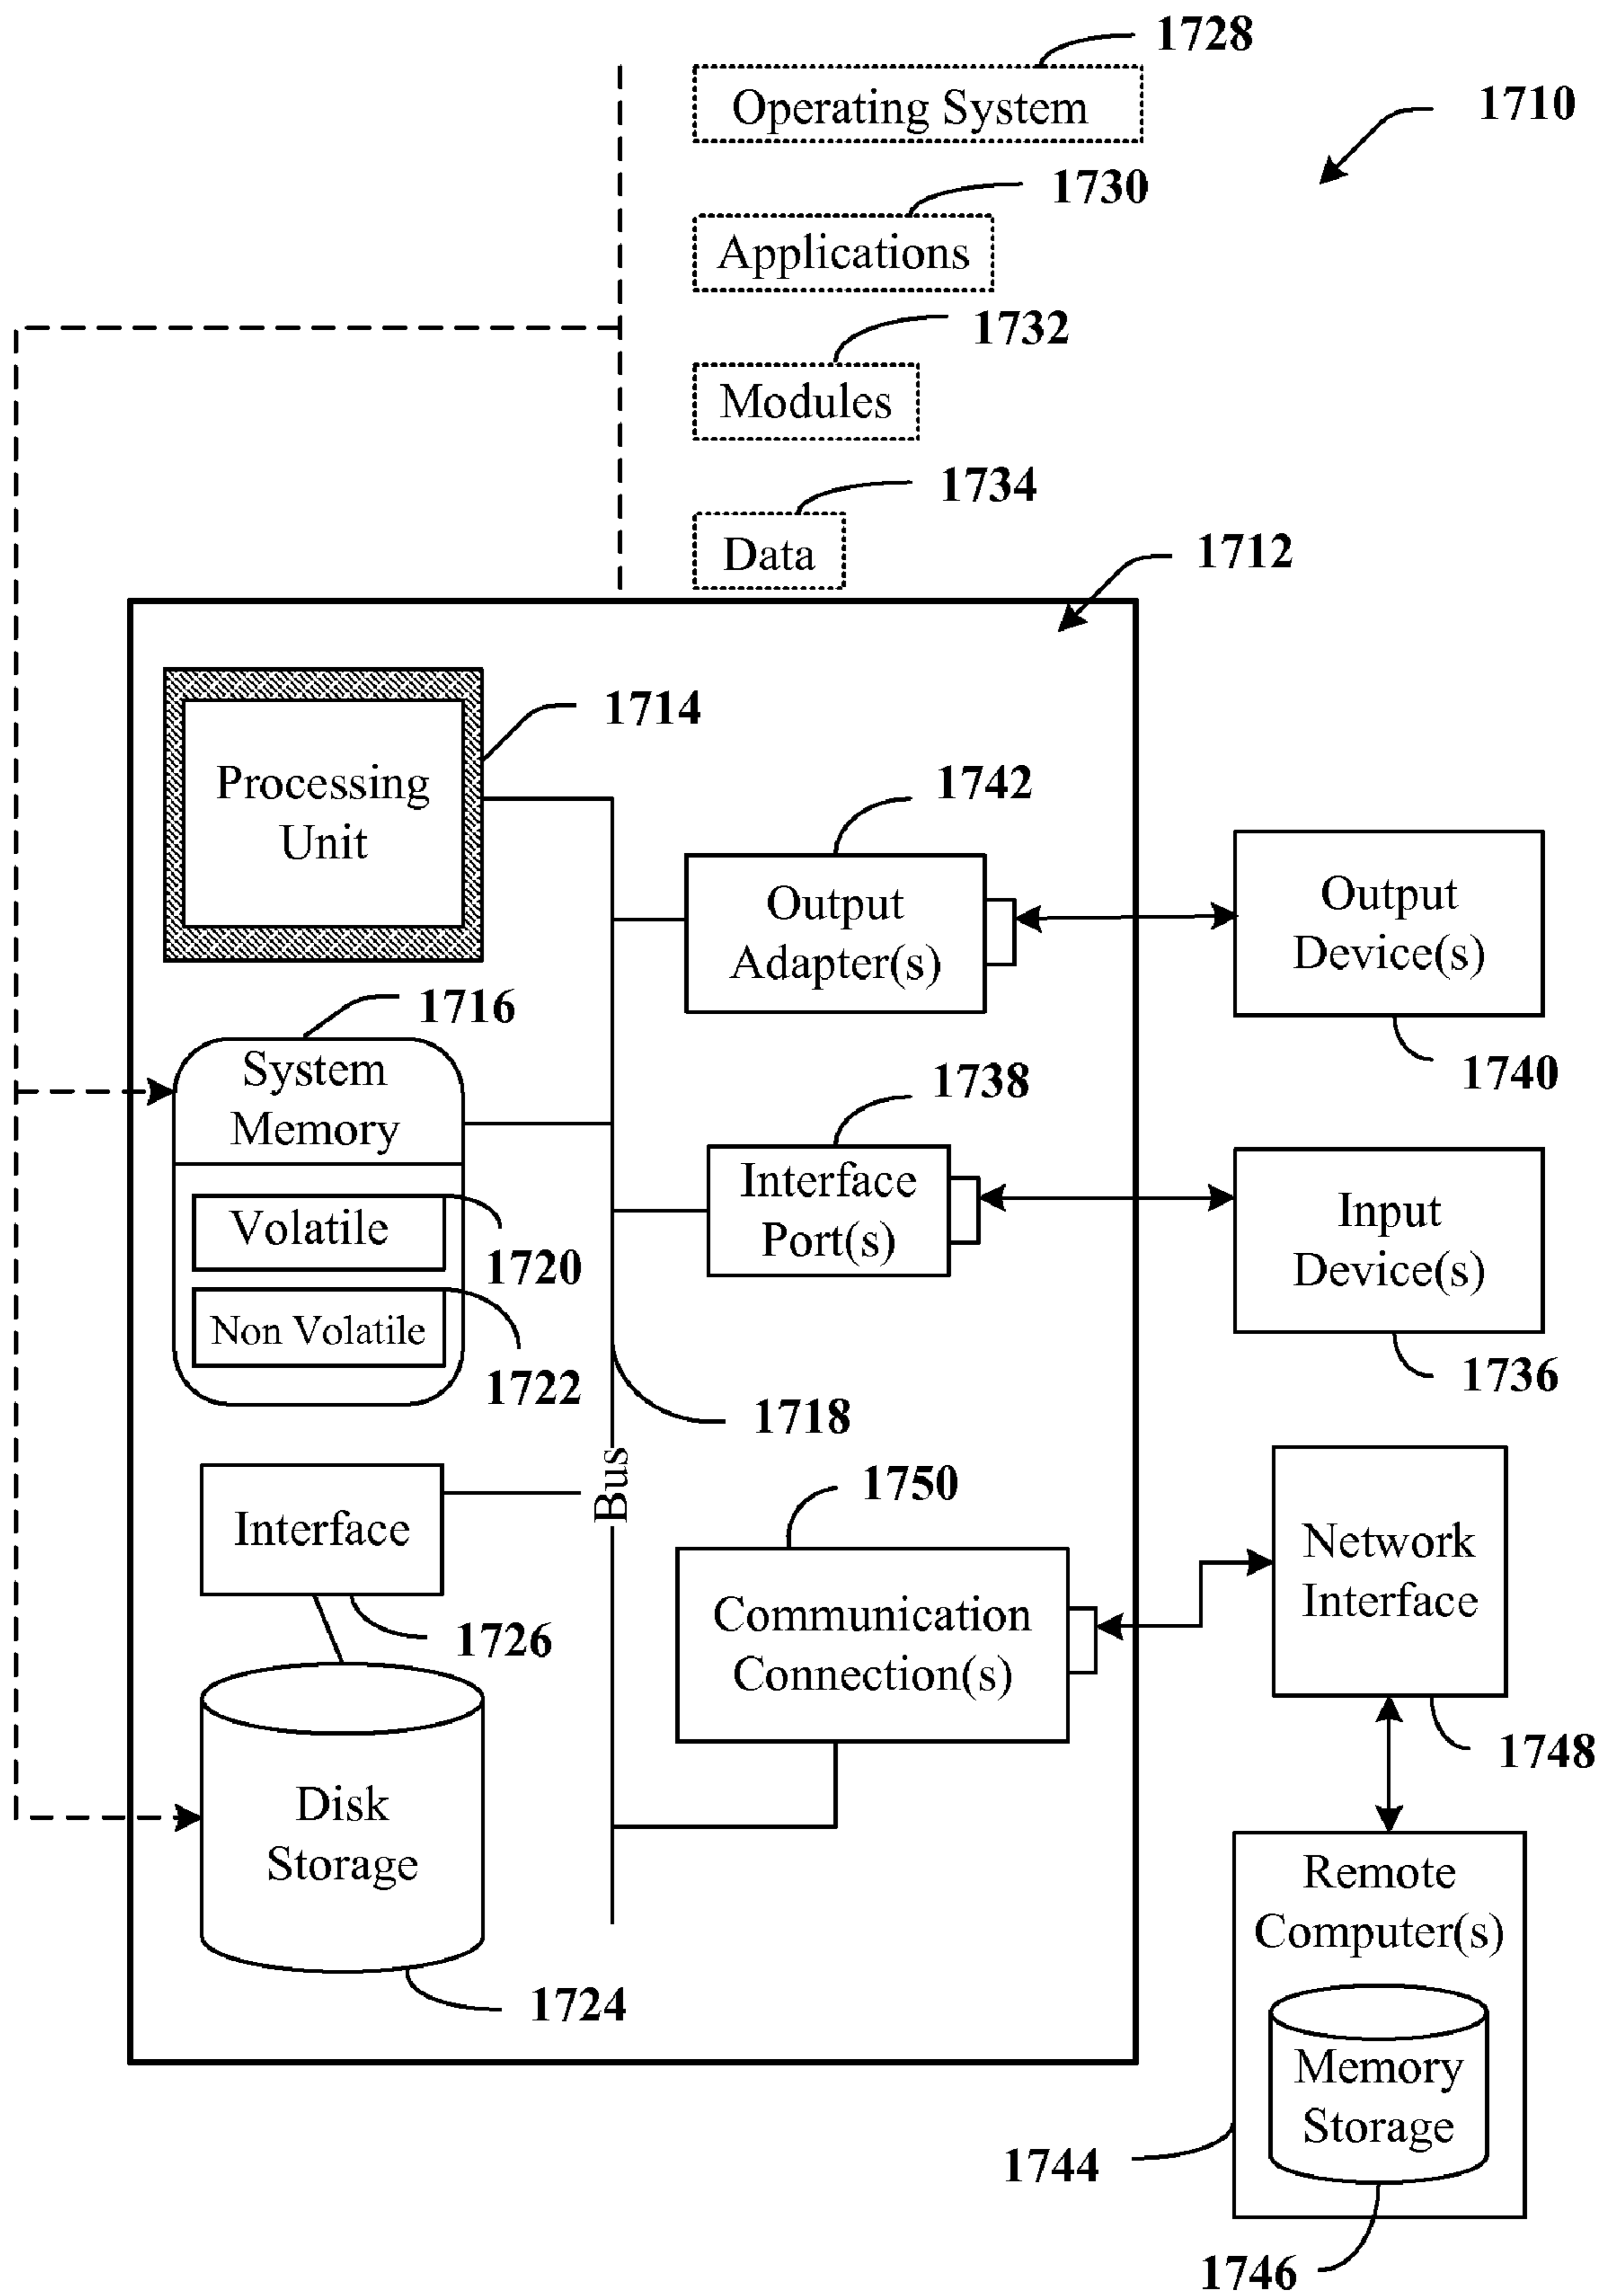 1728
Operating System
1710
1730
Applications
1732
Modules
1734
Data
1712
1714
Processing
Unit
1742
Output
Adapter(s)
Output
Device(s)
1740
1716
System
Memory
1738
Interface
Port(s)
Input
Device(s)
1736
Volatile
1720
Non Volatile
1722
1718
Bus
Interface
1726
1750
Communication
Connection(s)
Network
Interface
1748
Disk
Storage
1724
Remote
Computer(s)
Memory
Storage
1744
1746